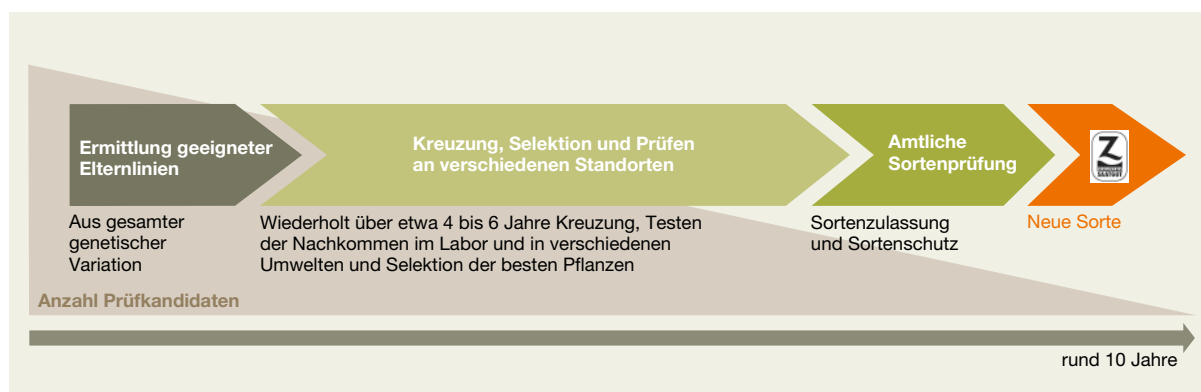 Ermittlung geeigneter
Elternlinien
Aus gesamter
genetischer
Variation
Kreuzung, Selektion und Prüfen
an verschiedenen Standorten
Wiederholt über etwa 4 bis 6 Jahre Kreuzung, Testen
der Nachkommen im Labor und in verschiedenen
Umwelten und Selektion der besten Pflanzen
Amtliche
Sortenprüfung
Sortenzulassung
und Sortenschutz
Z
SAATGUT
Neue Sorte
Anzahl Prüfkandidaten
rund 10 Jahre